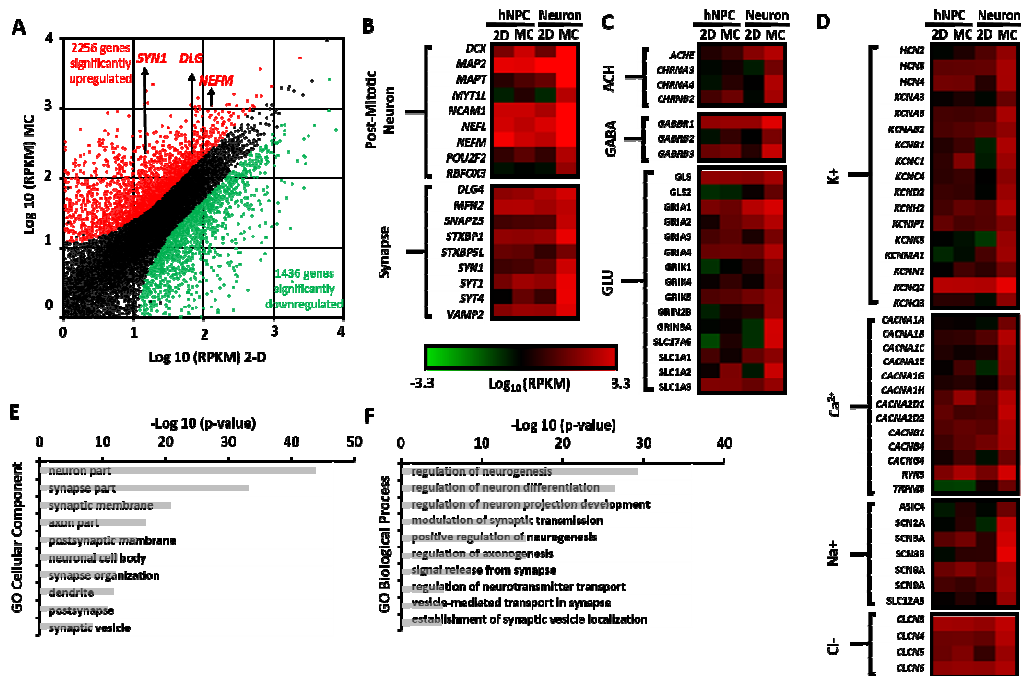 A
2256 genes
significantly
upregulated
SYN1
DLG
NEFM
Log 10 (RPKM) MC
4
3
2
1
0
1436 genes
significantly
downregulated
0 1 2 3 4
Log 10 (RPKM) 2-D
B
hNPC Neuron
2D MC 2D MC
Post-Mitotic
Neuron
DCX
MAP2
MAPT
MYT1L
NCAM1
NEFL
NEFM
POU2F2
RBFOX3
Synapse
DLG4
MFN2
SNAP25
STXBP1
STXBP5L
SYN1
SYT1
SYT4
VAMP2
-3.3 Log10(RPKM) 3.3
C
hNPC Neuron
2D MC 2D MC
ACH
ACHE
CHRNA3
CHRNA4
CHRNB2
GABA
GABBR1
GABRB2
GABRB3
GLU
GLS
GLS2
GRIA1
GRIA2
GRIA3
GRIA4
GRIK1
GRIK4
GRIK5
GRIN2B
GRIN3A
SLC17A6
SLC1A1
SLC1A2
SLC1A3
D
hNPC Neuron
2D MC 2D MC
K+
HCN2
HCN3
HCN4
KCNA3
KCNA5
KCNAB2
KCNB1
KCNC1
KCNC4
KCND2
KCNH2
KCNIP1
KCNK3
KCNMA1
KCNN1
KCNQ2
KCNQ3
Ca2+
CACNA1A
CACNA1B
CACNA1C
CACNA1E
CACNA1G
CACNA1H
CACNA2D1
CACNA2D2
CACNB1
CACNB4
CACNG4
RYR3
TRPM8
Na+
ASIC4
SCN2A
SCN3A
SCN3B
SCN8A
SCN9A
SLC12A5
Cl-
CLCN3
CLCN4
CLCN5
CLCN6
E
-Log 10 (p-value)
0 10 20 30 40 50
GO Cellular Component
neuron part
synapse part
synaptic membrane
axon part
postsynaptic membrane
neuronal cell body
synapse organization
dendrite
postsynapse
synaptic vesicle
F
-Log 10 (p-value)
0 10 20 30 40
GO Biological Process
regulation of neurogenesis
regulation of neuron differentiation
regulation of neuron projection development
modulation of synaptic transmission
positive regulation of neurogenesis
regulation of axonogenesis
signal release from synapse
regulation of neurotransmitter transport
vesicle-mediated transport in synapse
establishment of synaptic vesicle localization